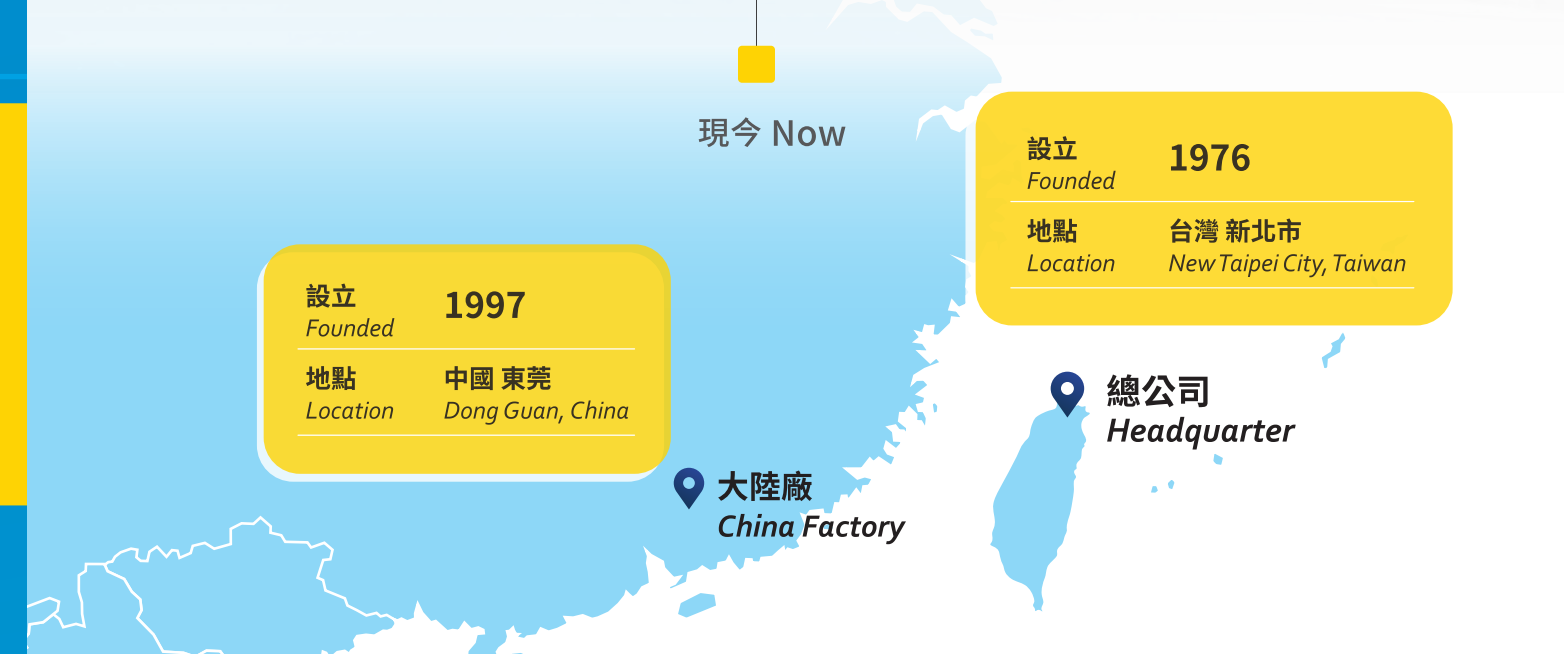 現今 Now
設立 1976
Founded
地點 台灣 新北市
Location New Taipei City, Taiwan
設立 1997
Founded
地點 中國 東莞
Location Dong Guan, China
總公司
Headquarter
大陸廠
China Factory